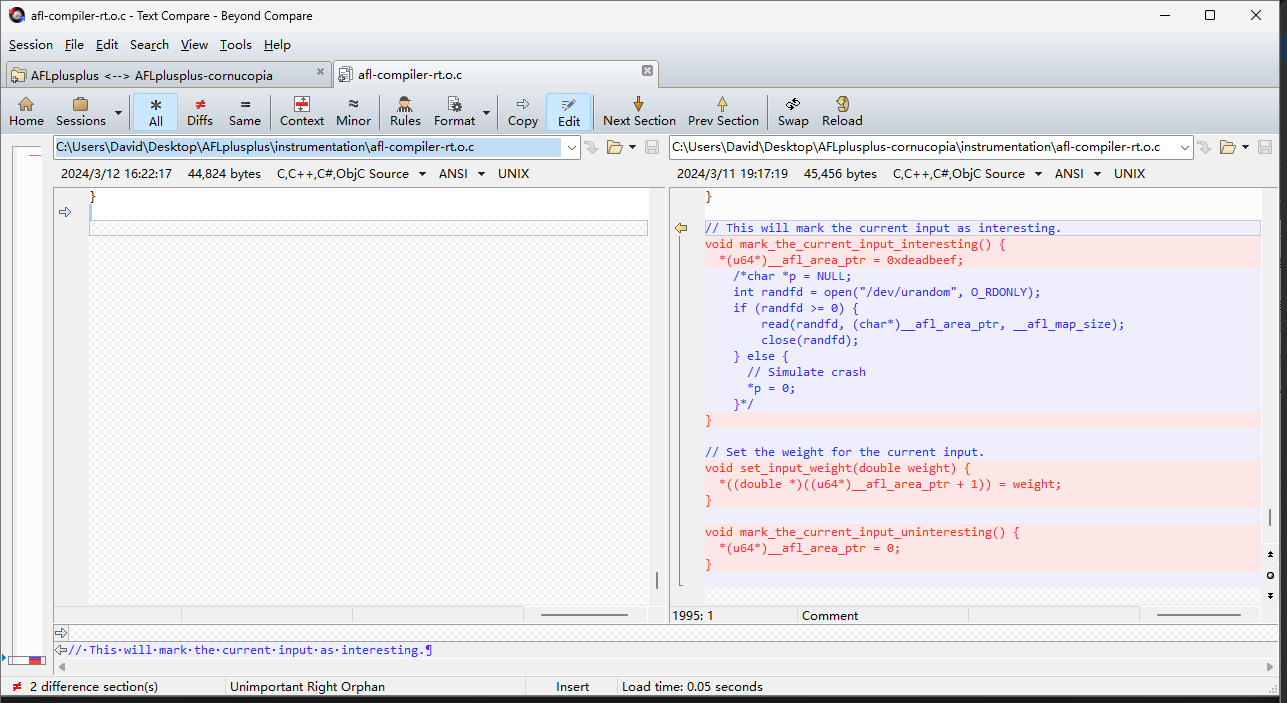 afl-compiler-rt.o.c - Text Compare - Beyond Compare
Session File Edit Search View Tools Help
AFLplusplus <--> AFLplusplus-cornucopia
afl-compiler-rt.o.c
Home Sessions All Diffs Same Context Minor Rules Format Copy Edit Next Section Prev Section Swap Reload
C:\Users\David\Desktop\AFLplusplus\instrumentation\afl-compiler-rt.o.c
C:\Users\David\Desktop\AFLplusplus-cornucopia\instrumentation\afl-compiler-rt.o.c
2024/3/12 16:22:17 44,824 bytes C,C++,C#,ObjC Source ANSI UNIX
2024/3/11 19:17:19 45,456 bytes C,C++,C#,ObjC Source ANSI UNIX
}
}
// This will mark the current input as interesting.
void mark_the_current_input_interesting() {
  *(u64*)__afl_area_ptr = 0xdeadbeef;
    /*char *p = NULL;
    int randfd = open("/dev/urandom", O_RDONLY);
    if (randfd >= 0) {
        read(randfd, (char*)__afl_area_ptr, __afl_map_size);
        close(randfd);
    } else {
      // Simulate crash
      *p = 0;
    }*/
}
// Set the weight for the current input.
void set_input_weight(double weight) {
  *((double *)((u64*)__afl_area_ptr + 1)) = weight;
}
void mark_the_current_input_uninteresting() {
  *(u64*)__afl_area_ptr = 0;
}
1995: 1 Comment
//·This·will·mark·the·current·input·as·interesting.¶
2 difference section(s) Unimportant Right Orphan Insert Load time: 0.05 seconds